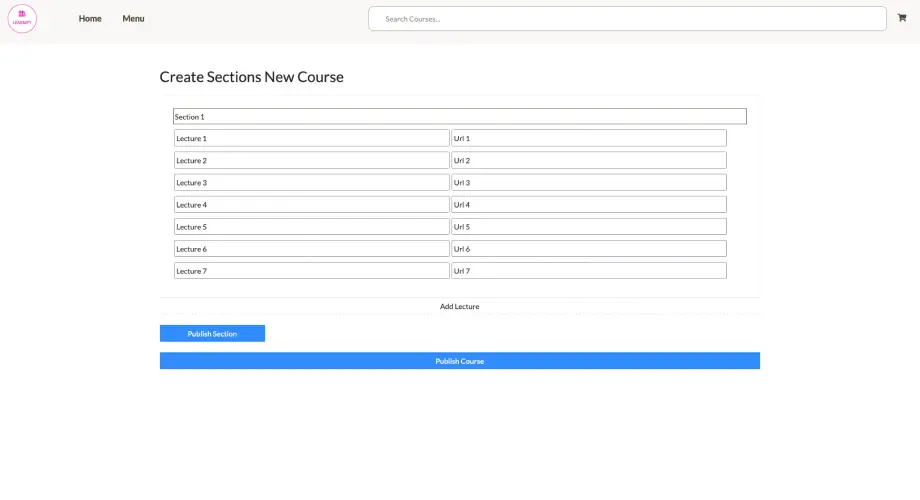 LEARNIFY
Home
Menu
Search Courses...
Create Sections New Course
Section 1
Lecture 1 Url 1
Lecture 2 Url 2
Lecture 3 Url 3
Lecture 4 Url 4
Lecture 5 Url 5
Lecture 6 Url 6
Lecture 7 Url 7
Add Lecture
Publish Section
Publish Course